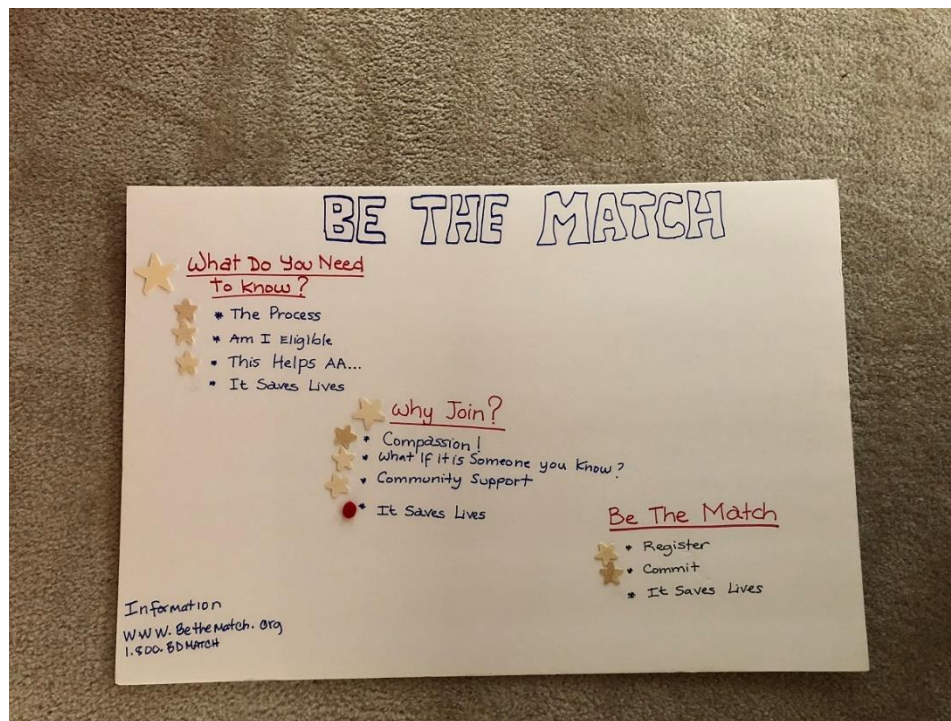 BE THE MATCH
What Do You Need
To Know?
* The Process
* Am I Eligible
* This Helps AA...
* It Saves Lives
Why Join?
* Compassion!
* What If it is Someone you Know?
* Community Support
* It Saves Lives
Be The Match
* Register
* Commit
* It Saves Lives
Information
WWW.BetheMatch.org
1.800.BDMATCH